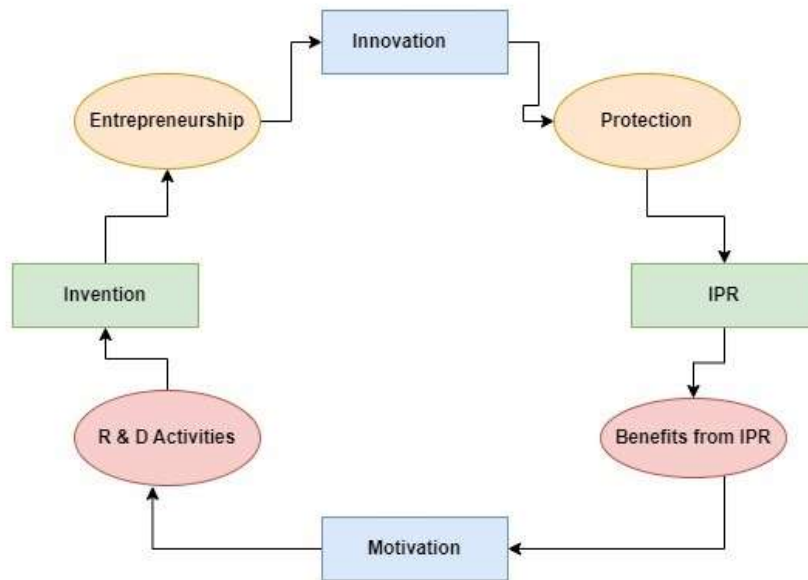 Innovation
Entrepreneurship
Protection
Invention
IPR
R & D Activities
Benefits from IPR
Motivation